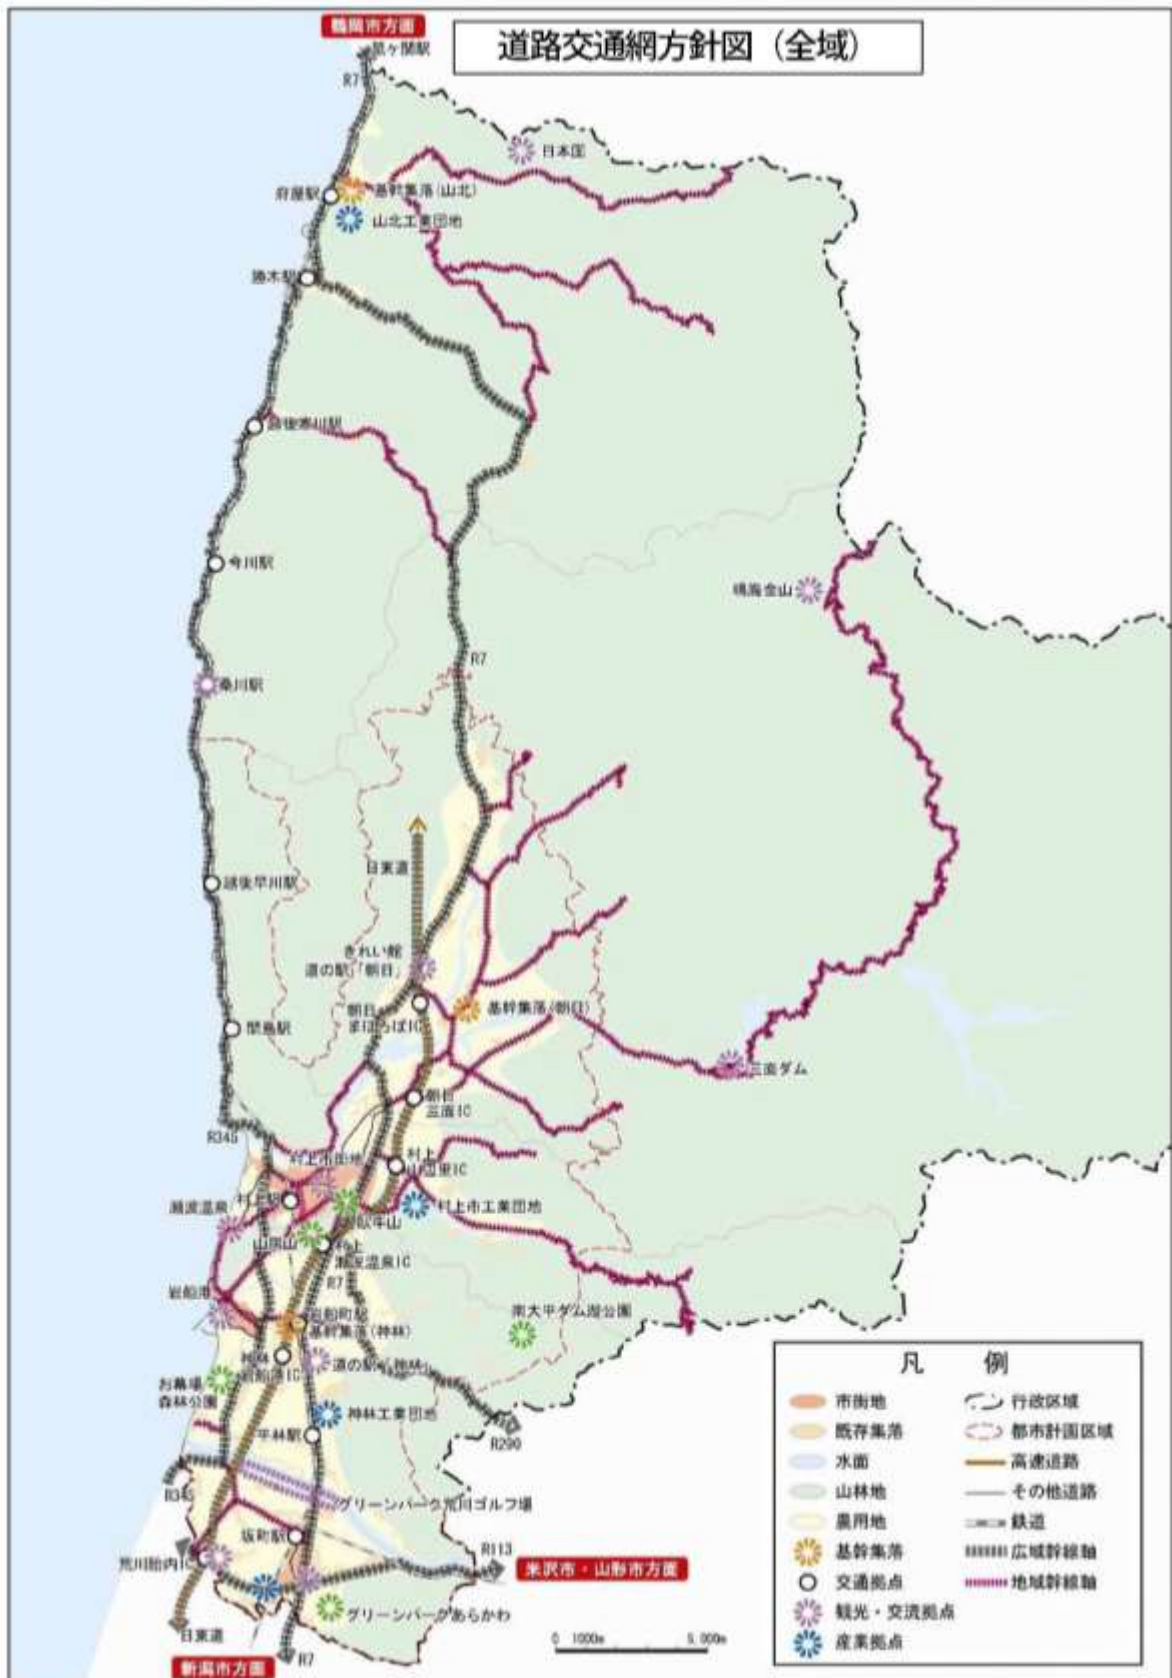 鶴岡市方面
道路交通網方針図（全域）
鼠ヶ関駅
R7
日本国
府屋駅
基幹集落(山北)
山北工業団地
勝木駅
越後寒川駅
今川駅
鳴海金山
R7
桑川駅
日東道
越後早川駅
きれい館
道の駅「朝日」
朝日
まほろばIC
基幹集落(朝日)
間島駅
三面ダム
朝日
三面IC
R345
村上市街地
村上
山辺里IC
瀬波温泉
村上駅
村上市工業団地
臥牛山
山居山
村上
瀬波温泉IC
R7
岩船港
岩船町駅
基幹集落(神林)
南大平ダム湖公園
神林
岩船港IC
道の駅「神林」
お幕場
森林公園
神林工業団地
平林駅
R290
R345
グリーンパーク荒川ゴルフ場
坂町駅
荒川胎内IC
R113
米沢市・山形市方面
グリーンパークあらかわ
日東道
R7
新潟市方面
0 1000m 5,000m
凡 例
市街地
既存集落
水面
山林地
農用地
基幹集落
交通拠点
観光・交流拠点
産業拠点
行政区域
都市計画区域
高速道路
その他道路
鉄道
広域幹線軸
地域幹線軸